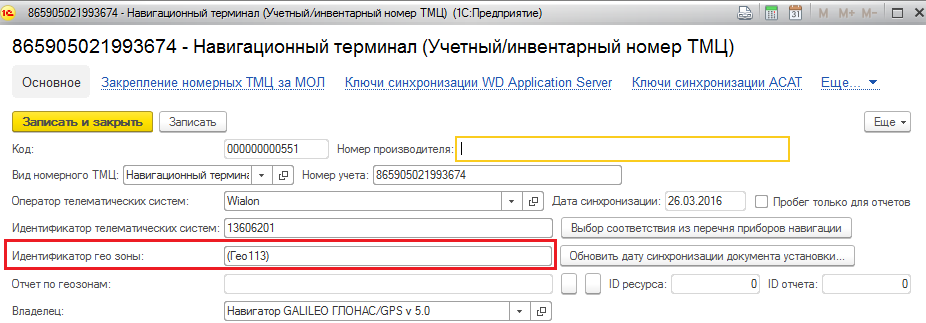 865905021993674 - Навигационный терминал (Учетный/инвентарный номер ТМЦ) (1С:Предприятие) M M+ M-
865905021993674 - Навигационный терминал (Учетный/инвентарный номер ТМЦ)
Основное Закрепление номерных ТМЦ за МОЛ Ключи синхронизации WD Application Server Ключи синхронизации АСАТ Еще...
Записать и закрыть Записать Еще
Код: 000000000551 Номер производителя:
Вид номерного ТМЦ: Навигационный термина Номер учета: 865905021993674
Оператор телематических систем: Wialon Дата синхронизации: 26.03.2016 Пробег только для отчетов
Идентификатор телематических систем: 13606201 Выбор соответствия из перечня приборов навигации
Идентификатор гео зоны: (Гео113) Обновить дату синхронизации документа установки...
Отчет по геозонам: ID ресурса: 0 ID отчета: 0
Владелец: Навигатор GALILEO ГЛОНАС/GPS v 5.0